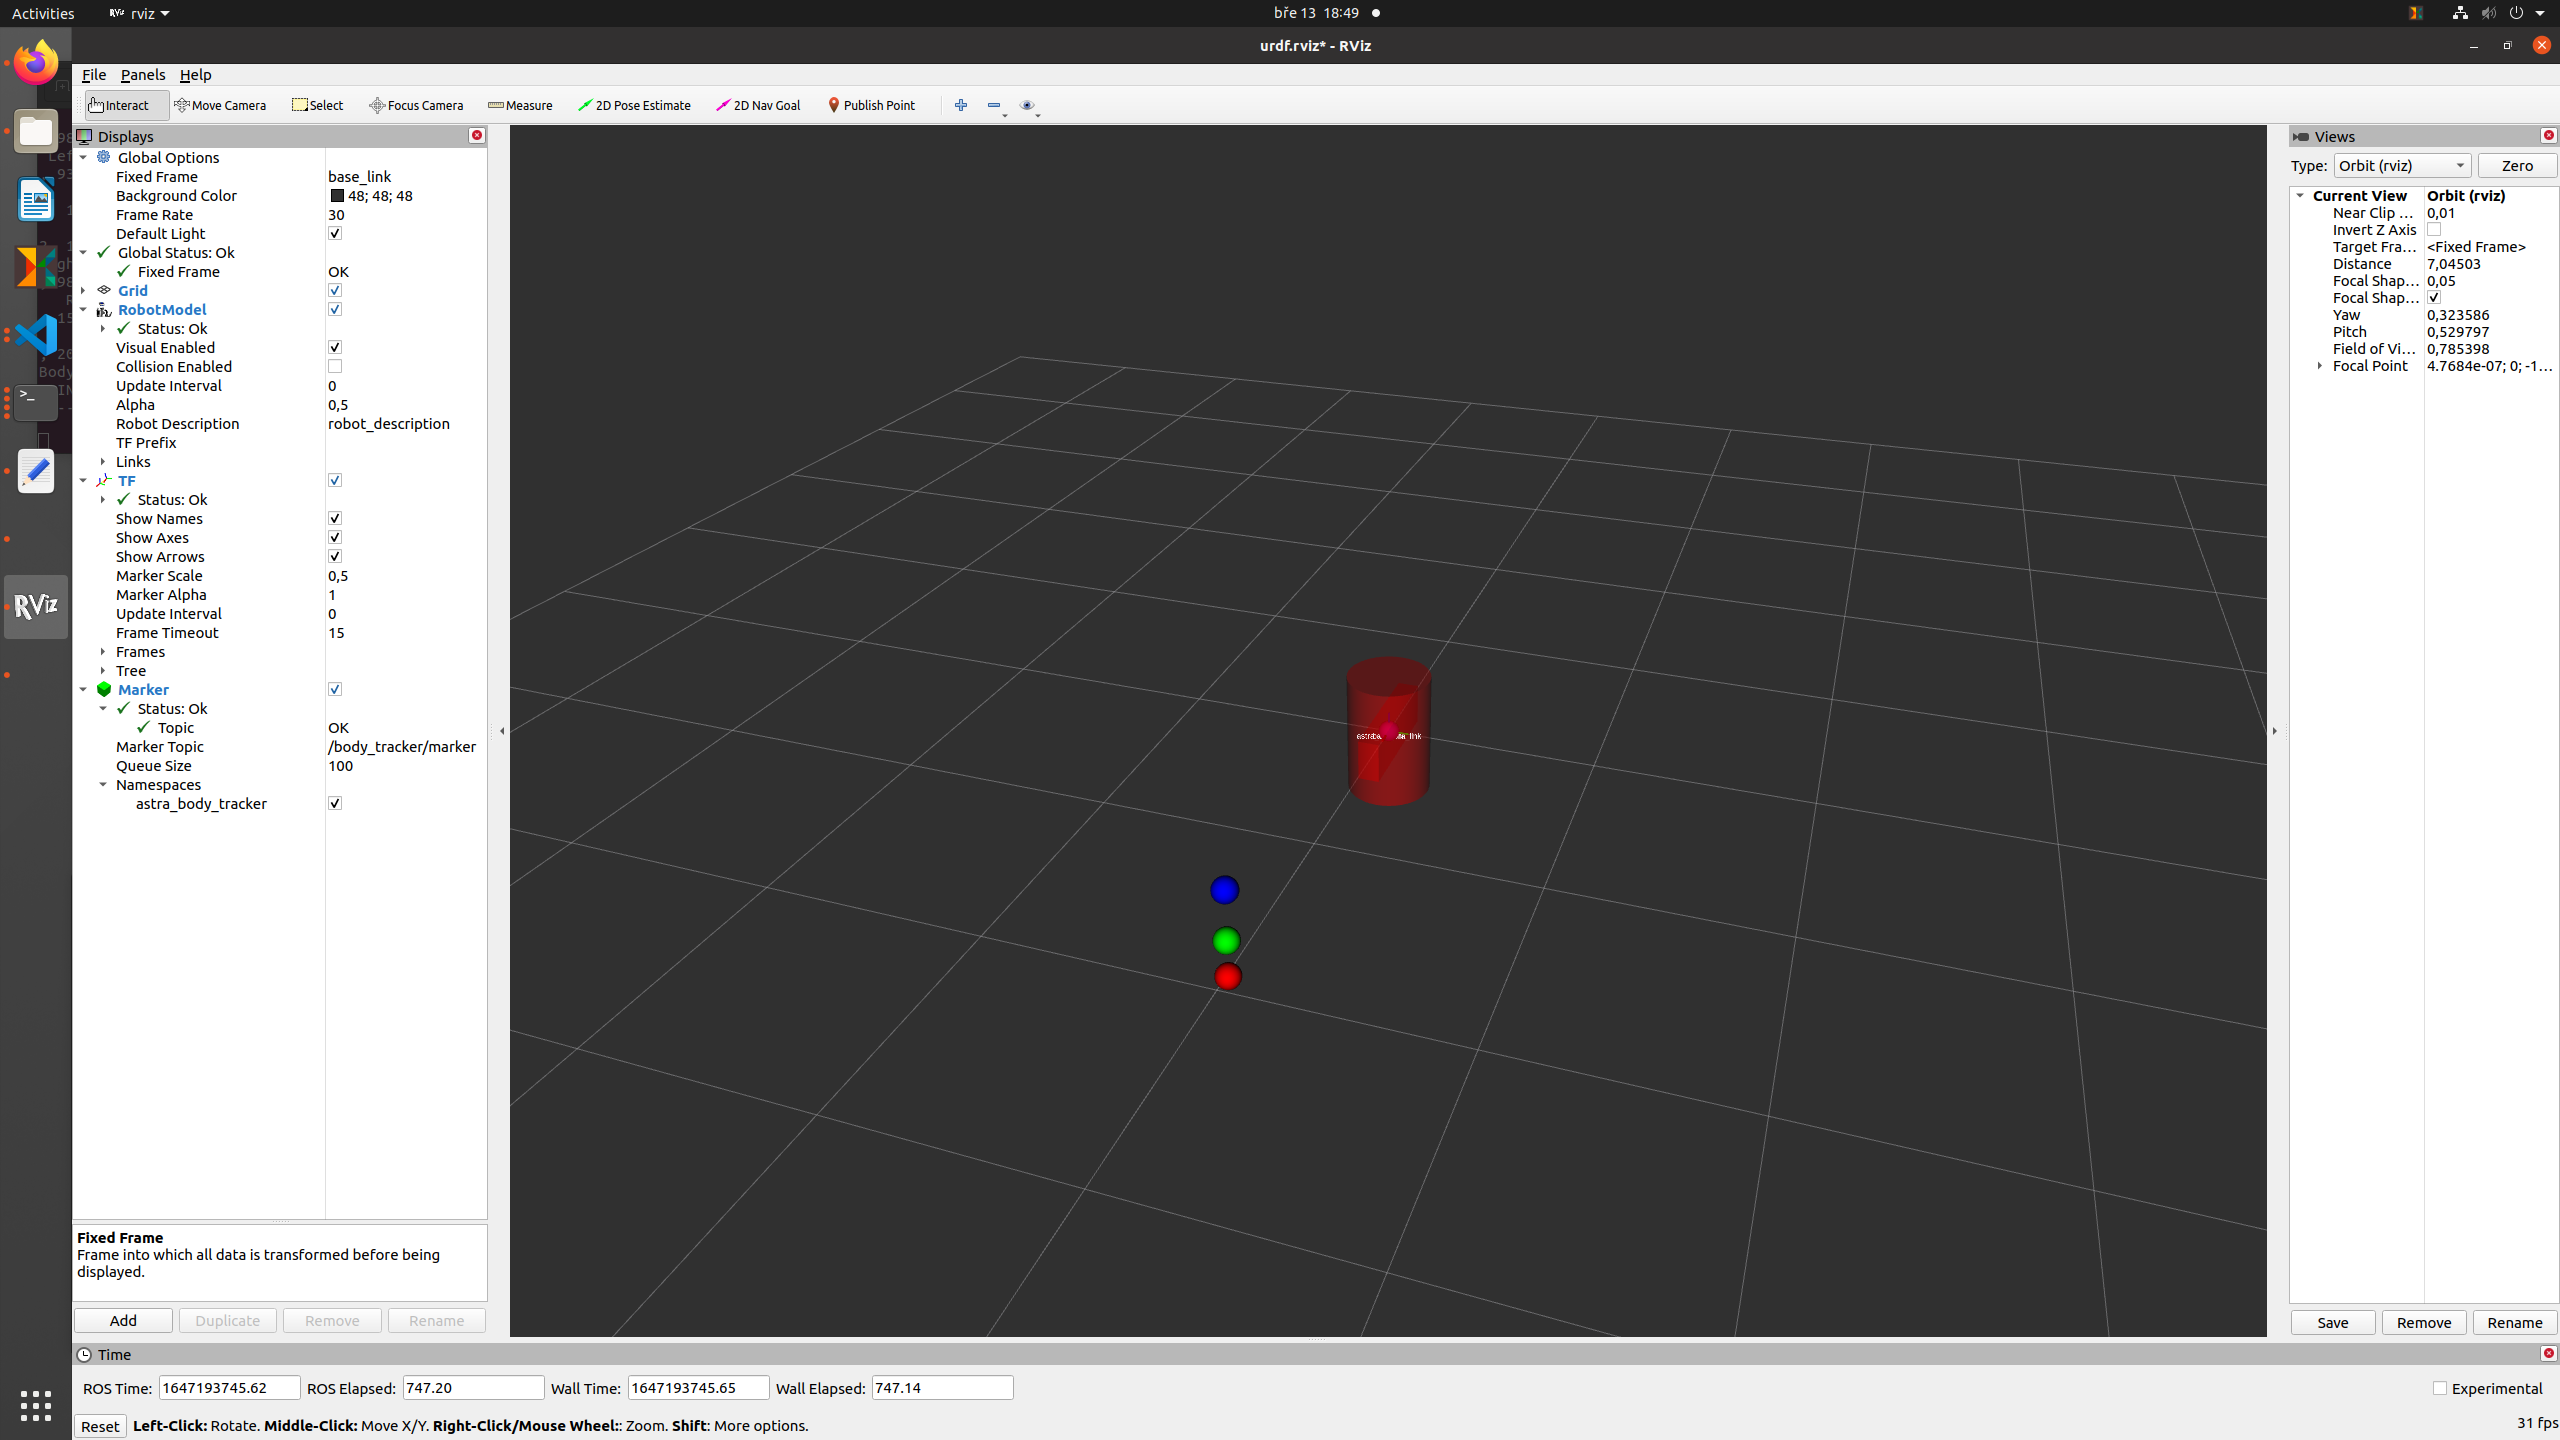 Activities rviz bře 13 18:49
urdf.rviz* - RViz
File Panels Help
Interact Move Camera Select Focus Camera Measure 2D Pose Estimate 2D Nav Goal Publish Point
Displays
Global Options
Fixed Frame base_link
Background Color 48; 48; 48
Frame Rate 30
Default Light
Global Status: Ok
Fixed Frame OK
Grid
RobotModel
Status: Ok
Visual Enabled
Collision Enabled
Update Interval 0
Alpha 0,5
Robot Description robot_description
TF Prefix
Links
TF
Status: Ok
Show Names
Show Axes
Show Arrows
Marker Scale 0,5
Marker Alpha 1
Update Interval 0
Frame Timeout 15
Frames
Tree
Marker
Status: Ok
Topic OK
Marker Topic /body_tracker/marker
Queue Size 100
Namespaces
astra_body_tracker
Fixed Frame
Frame into which all data is transformed before being
displayed.
Add Duplicate Remove Rename
Views
Type: Orbit (rviz) Zero
Current View Orbit (rviz)
Near Clip ... 0,01
Invert Z Axis
Target Fra... <Fixed Frame>
Distance 7,04503
Focal Shap... 0,05
Focal Shap...
Yaw 0,323586
Pitch 0,529797
Field of Vi... 0,785398
Focal Point 4.7684e-07; 0; -1...
Save Remove Rename
Time
ROS Time: 1647193745.62 ROS Elapsed: 747.20 Wall Time: 1647193745.65 Wall Elapsed: 747.14 Experimental
Reset Left-Click: Rotate. Middle-Click: Move X/Y. Right-Click/Mouse Wheel:: Zoom. Shift: More options. 31 fps
RViz